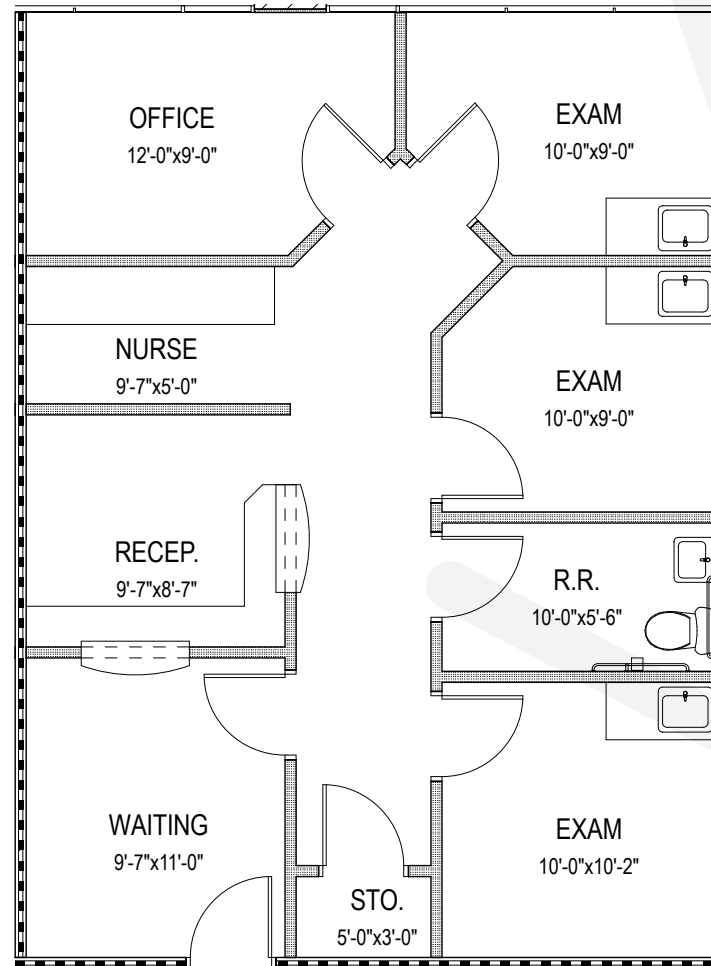 OFFICE
12'-0"x9'-0"
EXAM
10'-0"x9'-0"
NURSE
9'-7"x5'-0"
EXAM
10'-0"x9'-0"
RECEP.
9'-7"x8'-7"
R.R.
10'-0"x5'-6"
WAITING
9'-7"x11'-0"
EXAM
10'-0"x10'-2"
STO.
5'-0"x3'-0"